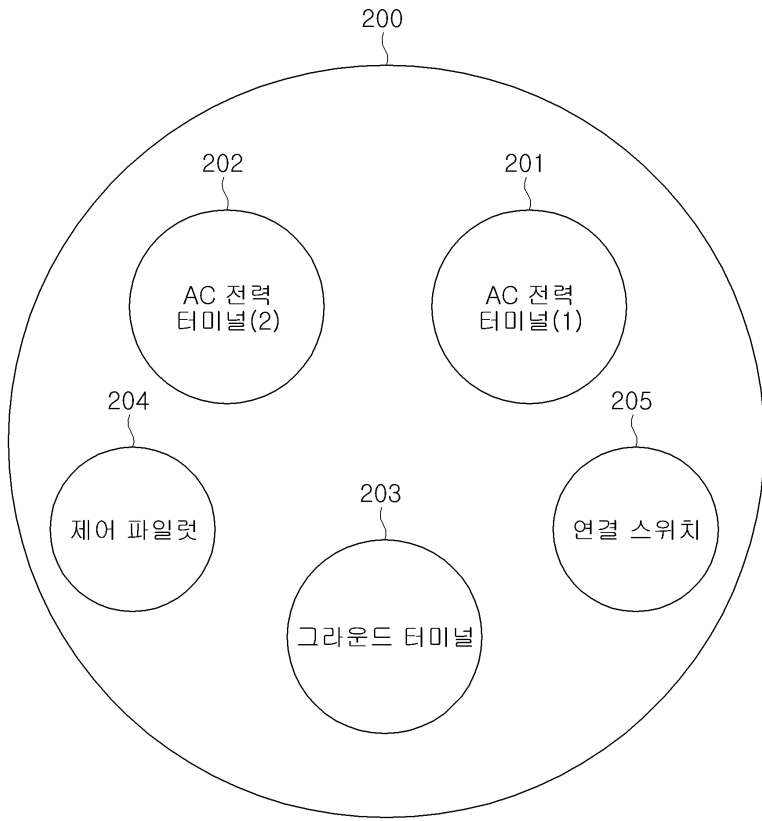 200
202
201
AC 전력
터미널(2)
AC 전력
터미널(1)
204
205
203
제어 파일럿
연결 스위치
그라운드 터미널